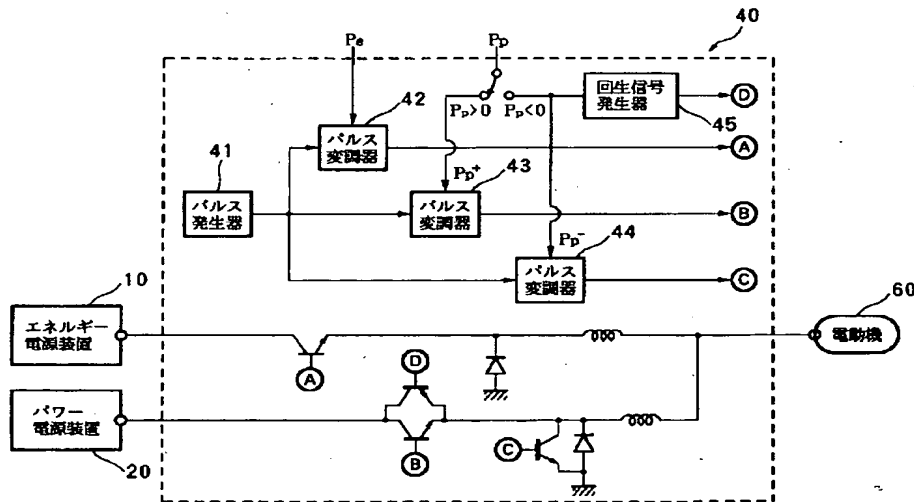 40
Pe
Pp
42
Pp>0
Pp<0
回生信号
発生器
45
D
パルス
変調器
A
41
Pp+
43
パルス
発生器
パルス
変調器
B
Pp-
44
パルス
変調器
C
10
エネルギー
電源装置
60
電動機
A
D
パワー
電源装置
20
B
C